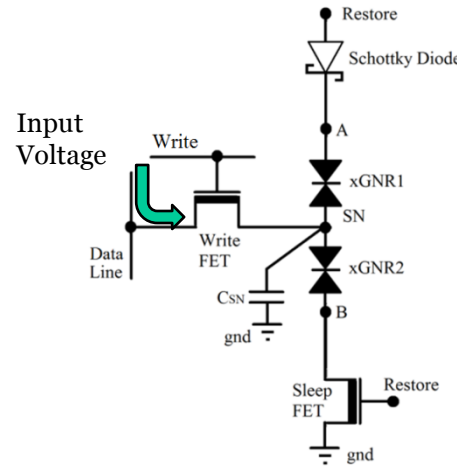 Restore
Schottky Diode
A
Input
Voltage
Write
xGNR1
SN
Write
FET
Data
Line
xGNR2
CSN
gnd
B
Sleep
FET
Restore
gnd